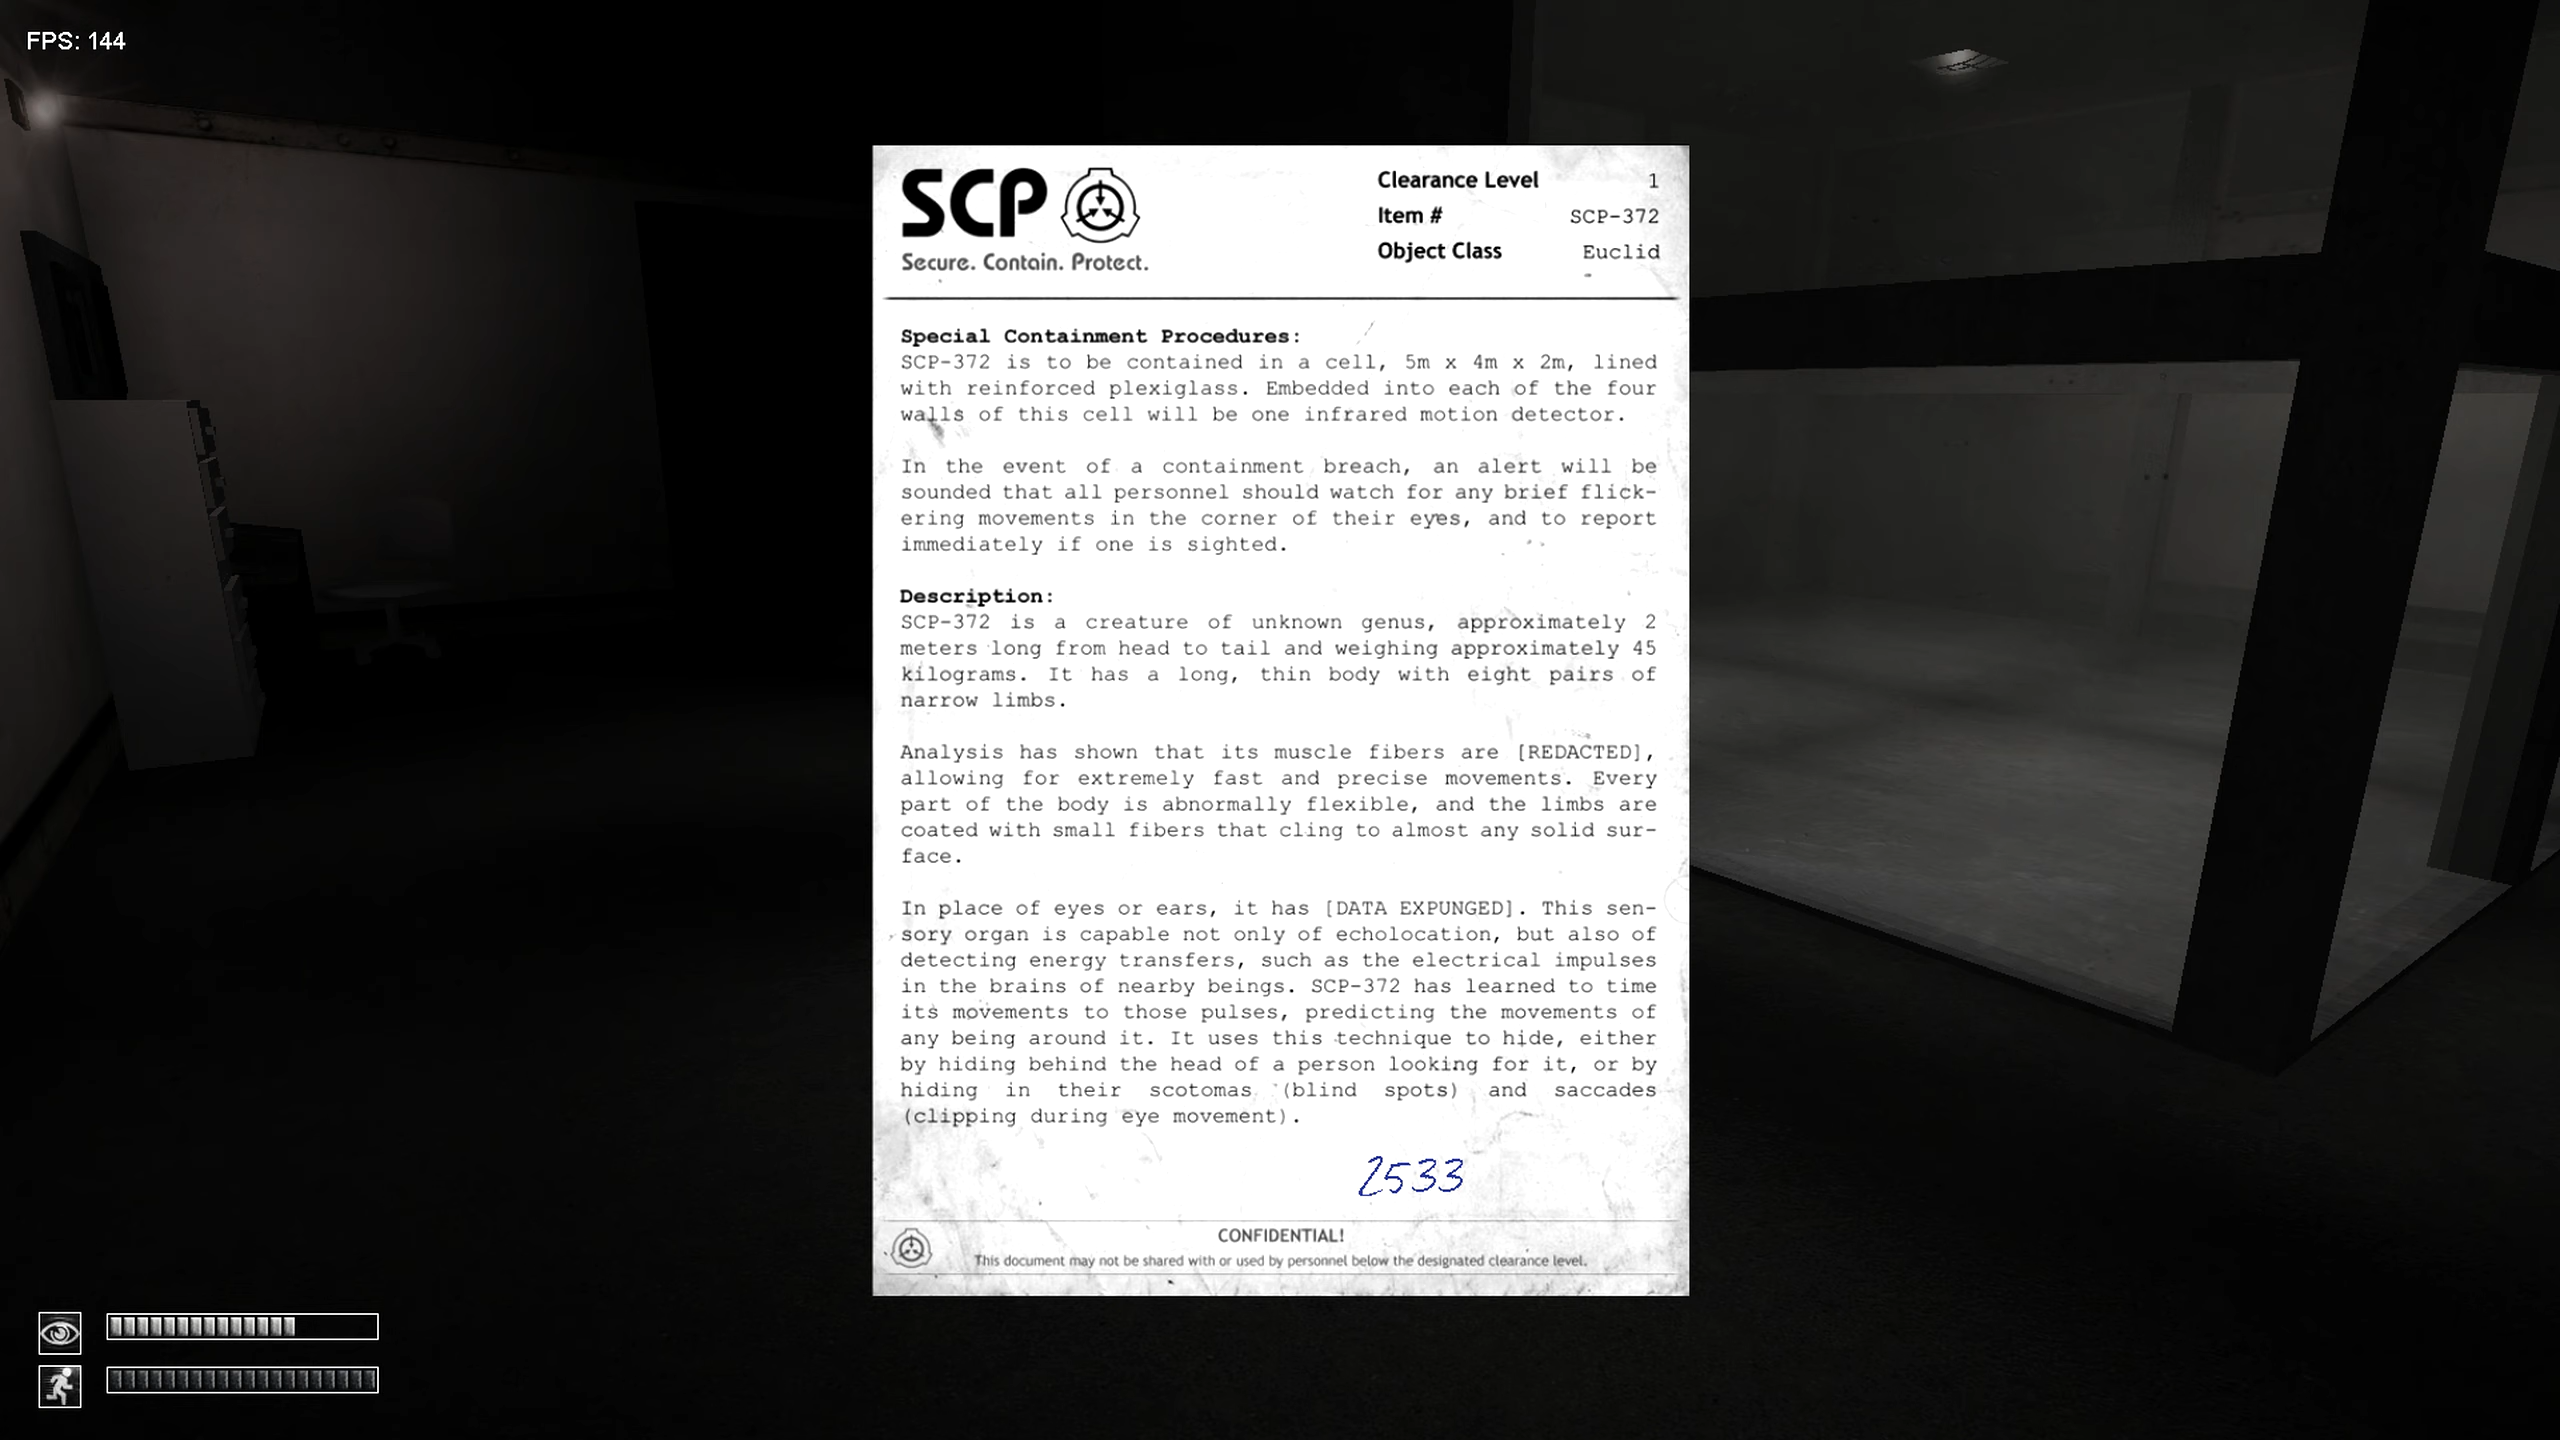 FPS: 144
SCP
Secure. Contain. Protect.
Clearance Level 1
Item # SCP-372
Object Class Euclid
Special Containment Procedures:
SCP-372 is to be contained in a cell, 5m x 4m x 2m, lined
with reinforced plexiglass. Embedded into each of the four
walls of this cell will be one infrared motion detector.
In the event of a containment breach, an alert will be
sounded that all personnel should watch for any brief flick-
ering movements in the corner of their eyes, and to report
immediately if one is sighted.
Description:
SCP-372 is a creature of unknown genus, approximately 2
meters long from head to tail and weighing approximately 45
kilograms. It has a long, thin body with eight pairs of
narrow limbs.
Analysis has shown that its muscle fibers are [REDACTED],
allowing for extremely fast and precise movements. Every
part of the body is abnormally flexible, and the limbs are
coated with small fibers that cling to almost any solid sur-
face.
In place of eyes or ears, it has [DATA EXPUNGED]. This sen-
sory organ is capable not only of echolocation, but also of
detecting energy transfers, such as the electrical impulses
in the brains of nearby beings. SCP-372 has learned to time
its movements to those pulses, predicting the movements of
any being around it. It uses this technique to hide, either
by hiding behind the head of a person looking for it, or by
hiding in their scotomas (blind spots) and saccades
(clipping during eye movement).
2533
CONFIDENTIAL!
This document may not be shared with or used by personnel below the designated clearance level.